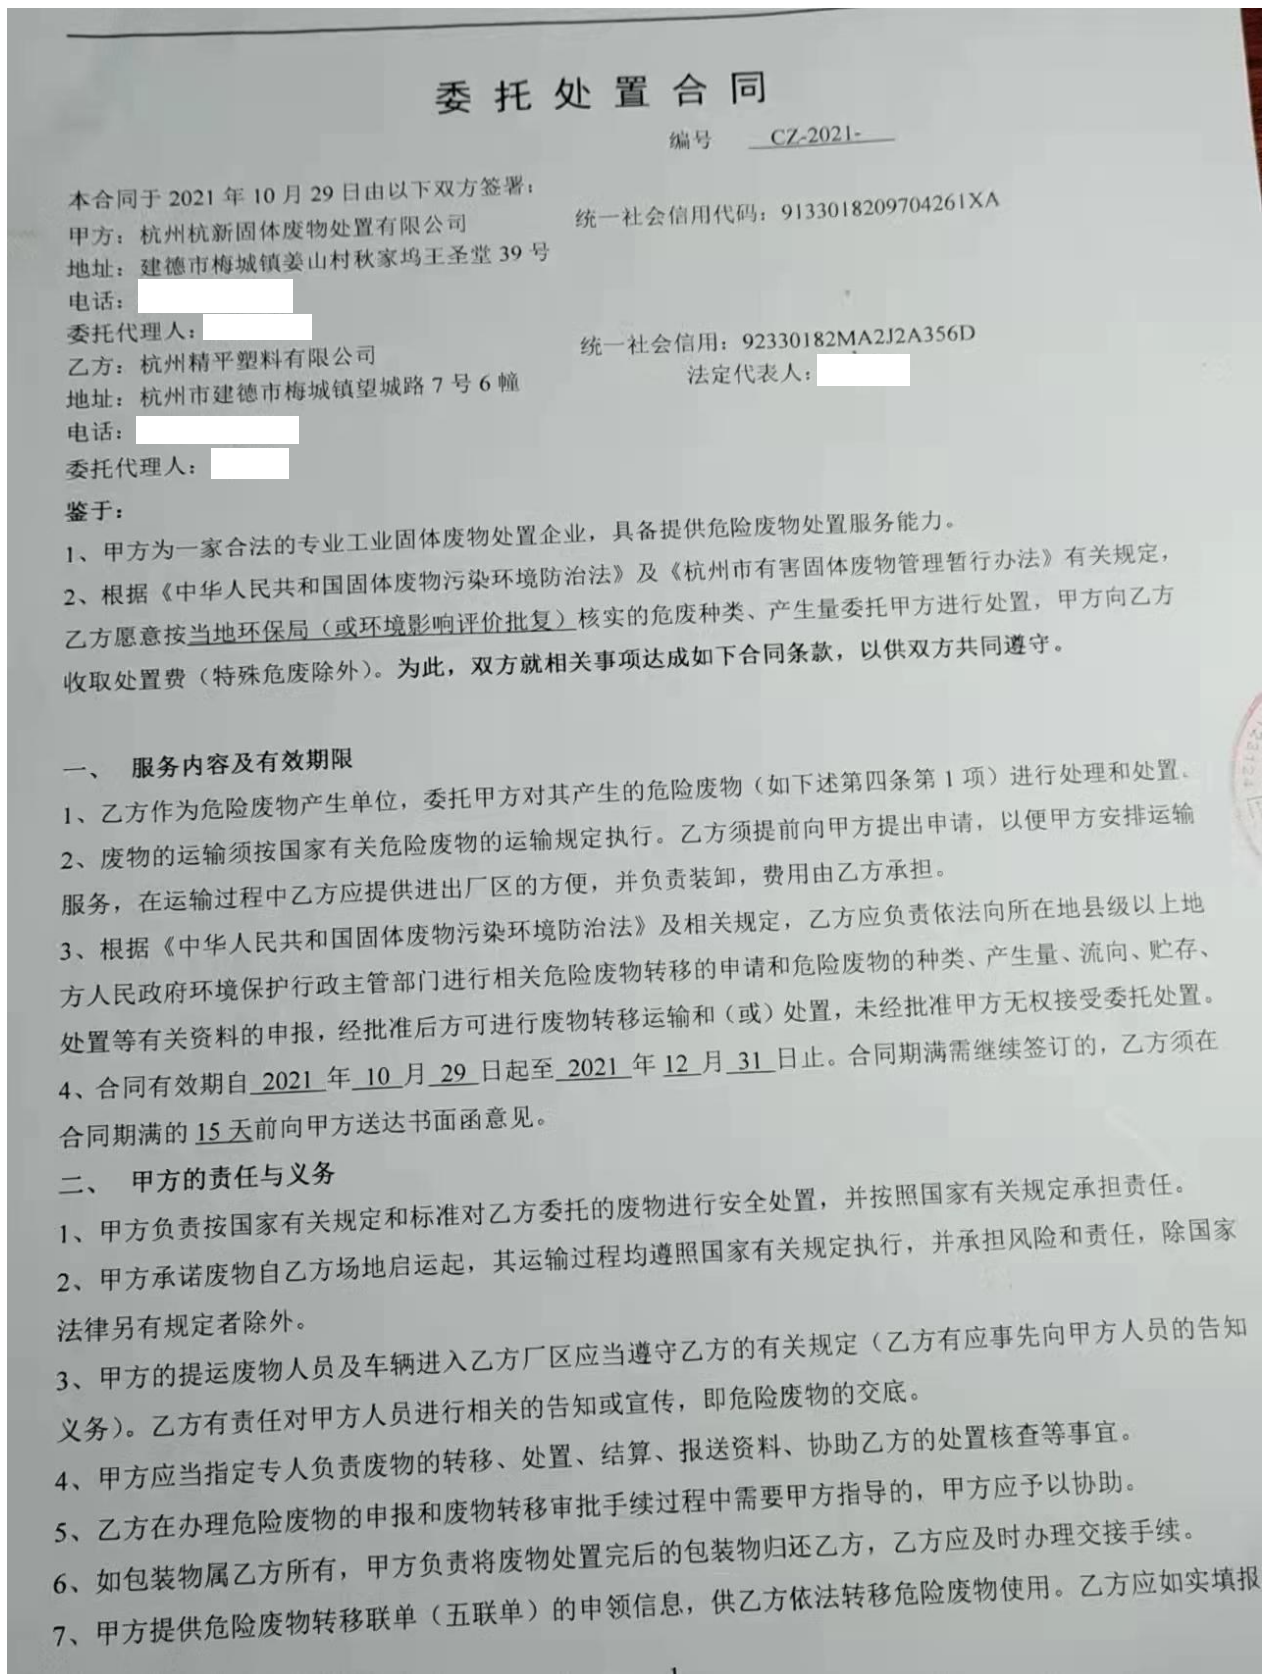 委托处置合同
编号 CZ-2021-
本合同于 2021 年 10 月 29 日由以下双方签署：
甲方：杭州杭新固体废物处置有限公司 统一社会信用代码：9133018209704261XA
地址：建德市梅城镇姜山村秋家坞王圣堂 39 号
电话：
委托代理人：
乙方：杭州精平塑料有限公司 统一社会信用：92330182MA2J2A356D
地址：杭州市建德市梅城镇望城路 7 号 6 幢 法定代表人：
电话：
委托代理人：
鉴于：
1、甲方为一家合法的专业工业固体废物处置企业，具备提供危险废物处置服务能力。
2、根据《中华人民共和国固体废物污染环境防治法》及《杭州市有害固体废物管理暂行办法》有关规定，
乙方愿意按当地环保局（或环境影响评价批复）核实的危废种类、产生量委托甲方进行处置，甲方向乙方
收取处置费（特殊危废除外）。为此，双方就相关事项达成如下合同条款，以供双方共同遵守。
一、 服务内容及有效期限
1、乙方作为危险废物产生单位，委托甲方对其产生的危险废物（如下述第四条第 1 项）进行处理和处置。
2、废物的运输须按国家有关危险废物的运输规定执行。乙方须提前向甲方提出申请，以便甲方安排运输
服务，在运输过程中乙方应提供进出厂区的方便，并负责装卸，费用由乙方承担。
3、根据《中华人民共和国固体废物污染环境防治法》及相关规定，乙方应负责依法向所在地县级以上地
方人民政府环境保护行政主管部门进行相关危险废物转移的申请和危险废物的种类、产生量、流向、贮存、
处置等有关资料的申报，经批准后方可进行废物转移运输和（或）处置，未经批准甲方无权接受委托处置。
4、合同有效期自 2021 年 10 月 29 日起至 2021 年 12 月 31 日止。合同期满需继续签订的，乙方须在
合同期满的 15 天前向甲方送达书面函意见。
二、 甲方的责任与义务
1、甲方负责按国家有关规定和标准对乙方委托的废物进行安全处置，并按照国家有关规定承担责任。
2、甲方承诺废物自乙方场地启运起，其运输过程均遵照国家有关规定执行，并承担风险和责任，除国家
法律另有规定者除外。
3、甲方的提运废物人员及车辆进入乙方厂区应当遵守乙方的有关规定（乙方有应事先向甲方人员的告知
义务）。乙方有责任对甲方人员进行相关的告知或宣传，即危险废物的交底。
4、甲方应当指定专人负责废物的转移、处置、结算、报送资料、协助乙方的处置核查等事宜。
5、乙方在办理危险废物的申报和废物转移审批手续过程中需要甲方指导的，甲方应予以协助。
6、如包装物属乙方所有，甲方负责将废物处置完后的包装物归还乙方，乙方应及时办理交接手续。
7、甲方提供危险废物转移联单（五联单）的申领信息，供乙方依法转移危险废物使用。乙方应如实填报
1